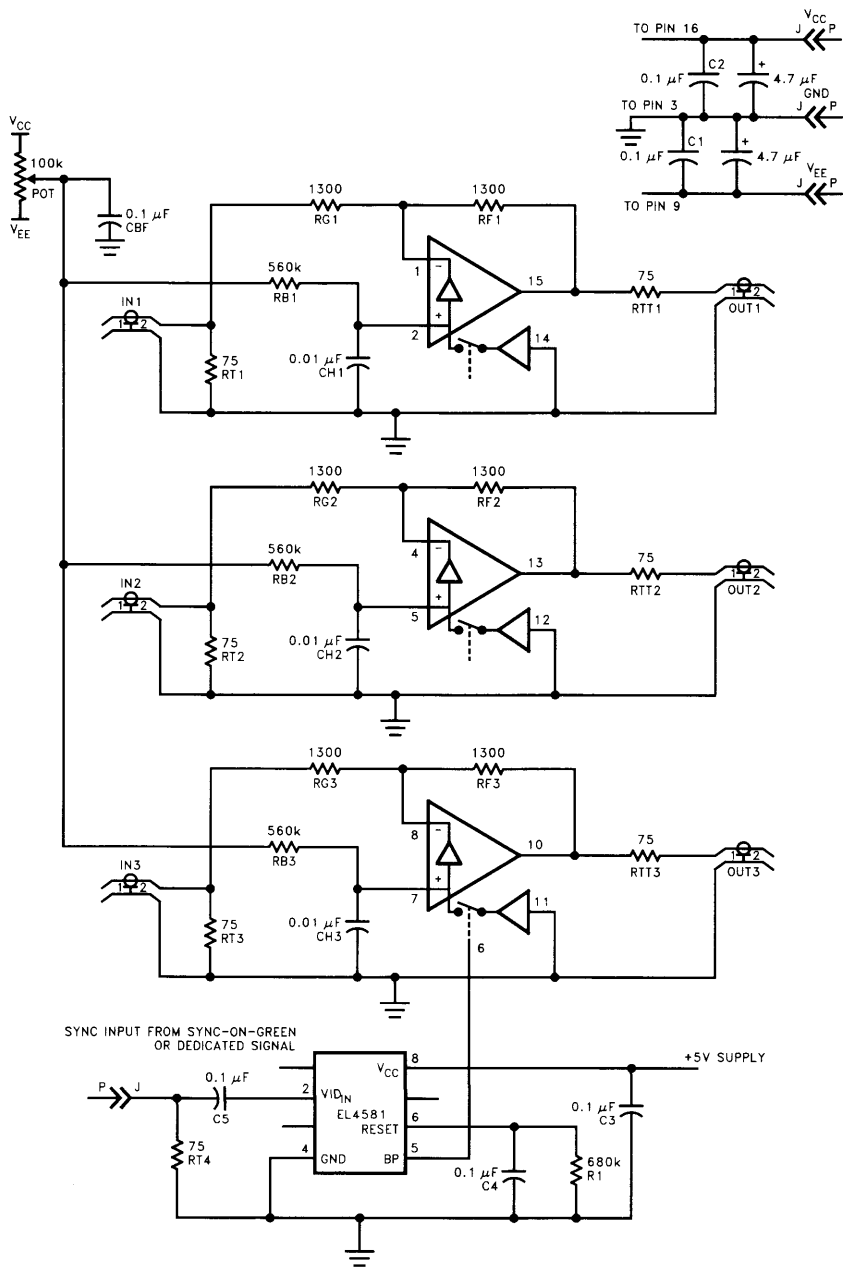 V_CC
TO PIN 16
J P
C2
0.1 µF
+
4.7 µF
GND
TO PIN 3
J P
C1
0.1 µF
+
4.7 µF
V_EE
TO PIN 9
J P
V_CC
100k
POT
V_EE
0.1 µF
CBF
1300
RG1
1300
RF1
560k
RB1
1
-
15
75
RTT1
1 2
OUT1
IN1
1 2
+
2
14
0.01 µF
CH1
75
RT1
1300
RG2
1300
RF2
560k
RB2
4
-
13
75
RTT2
1 2
OUT2
IN2
1 2
+
5
12
0.01 µF
CH2
75
RT2
1300
RG3
1300
RF3
560k
RB3
8
-
10
75
RTT3
1 2
OUT3
IN3
1 2
+
7
11
0.01 µF
CH3
75
RT3
6
SYNC INPUT FROM SYNC-ON-GREEN
OR DEDICATED SIGNAL
P J
0.1 µF
C5
75
RT4
2
VID_IN
V_CC
8
+5V SUPPLY
EL4581
RESET
6
4
GND
BP
5
0.1 µF
C4
680k
R1
0.1 µF
C3